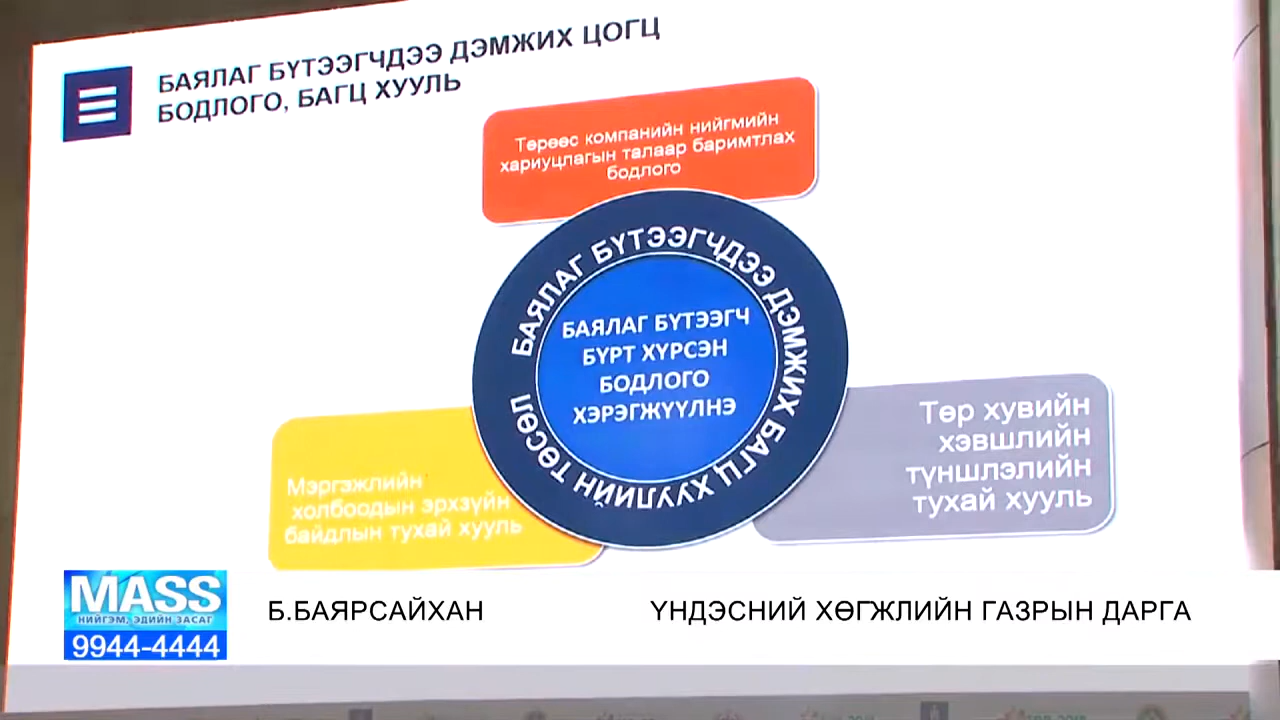 БАЯЛАГ БҮТЭЭГЧДЭЭ ДЭМЖИХ ЦОГЦ
БОДЛОГО, БАГЦ ХУУЛЬ
Төрөөс компанийн нийгмийн
хариуцлагын талаар баримтлах
бодлого
БАЯЛАГ БҮТЭЭГЧДЭЭ ДЭМЖИХ БАГЦ ХУУЛИЙН ТӨСӨЛ
БАЯЛАГ БҮТЭЭГЧ
БҮРТ ХҮРСЭН
БОДЛОГО
ХЭРЭГЖҮҮЛНЭ
Төр хувийн
хэвшлийн
түншлэлийн
тухай хууль
Мэргэжлийн
холбоодын эрхзүйн
байдлын тухай хууль
MASS
НИЙГЭМ, ЭДИЙН ЗАСАГ
9944-4444
Б.БАЯРСАЙХАН
ҮНДЭСНИЙ ХӨГЖЛИЙН ГАЗРЫН ДАРГА